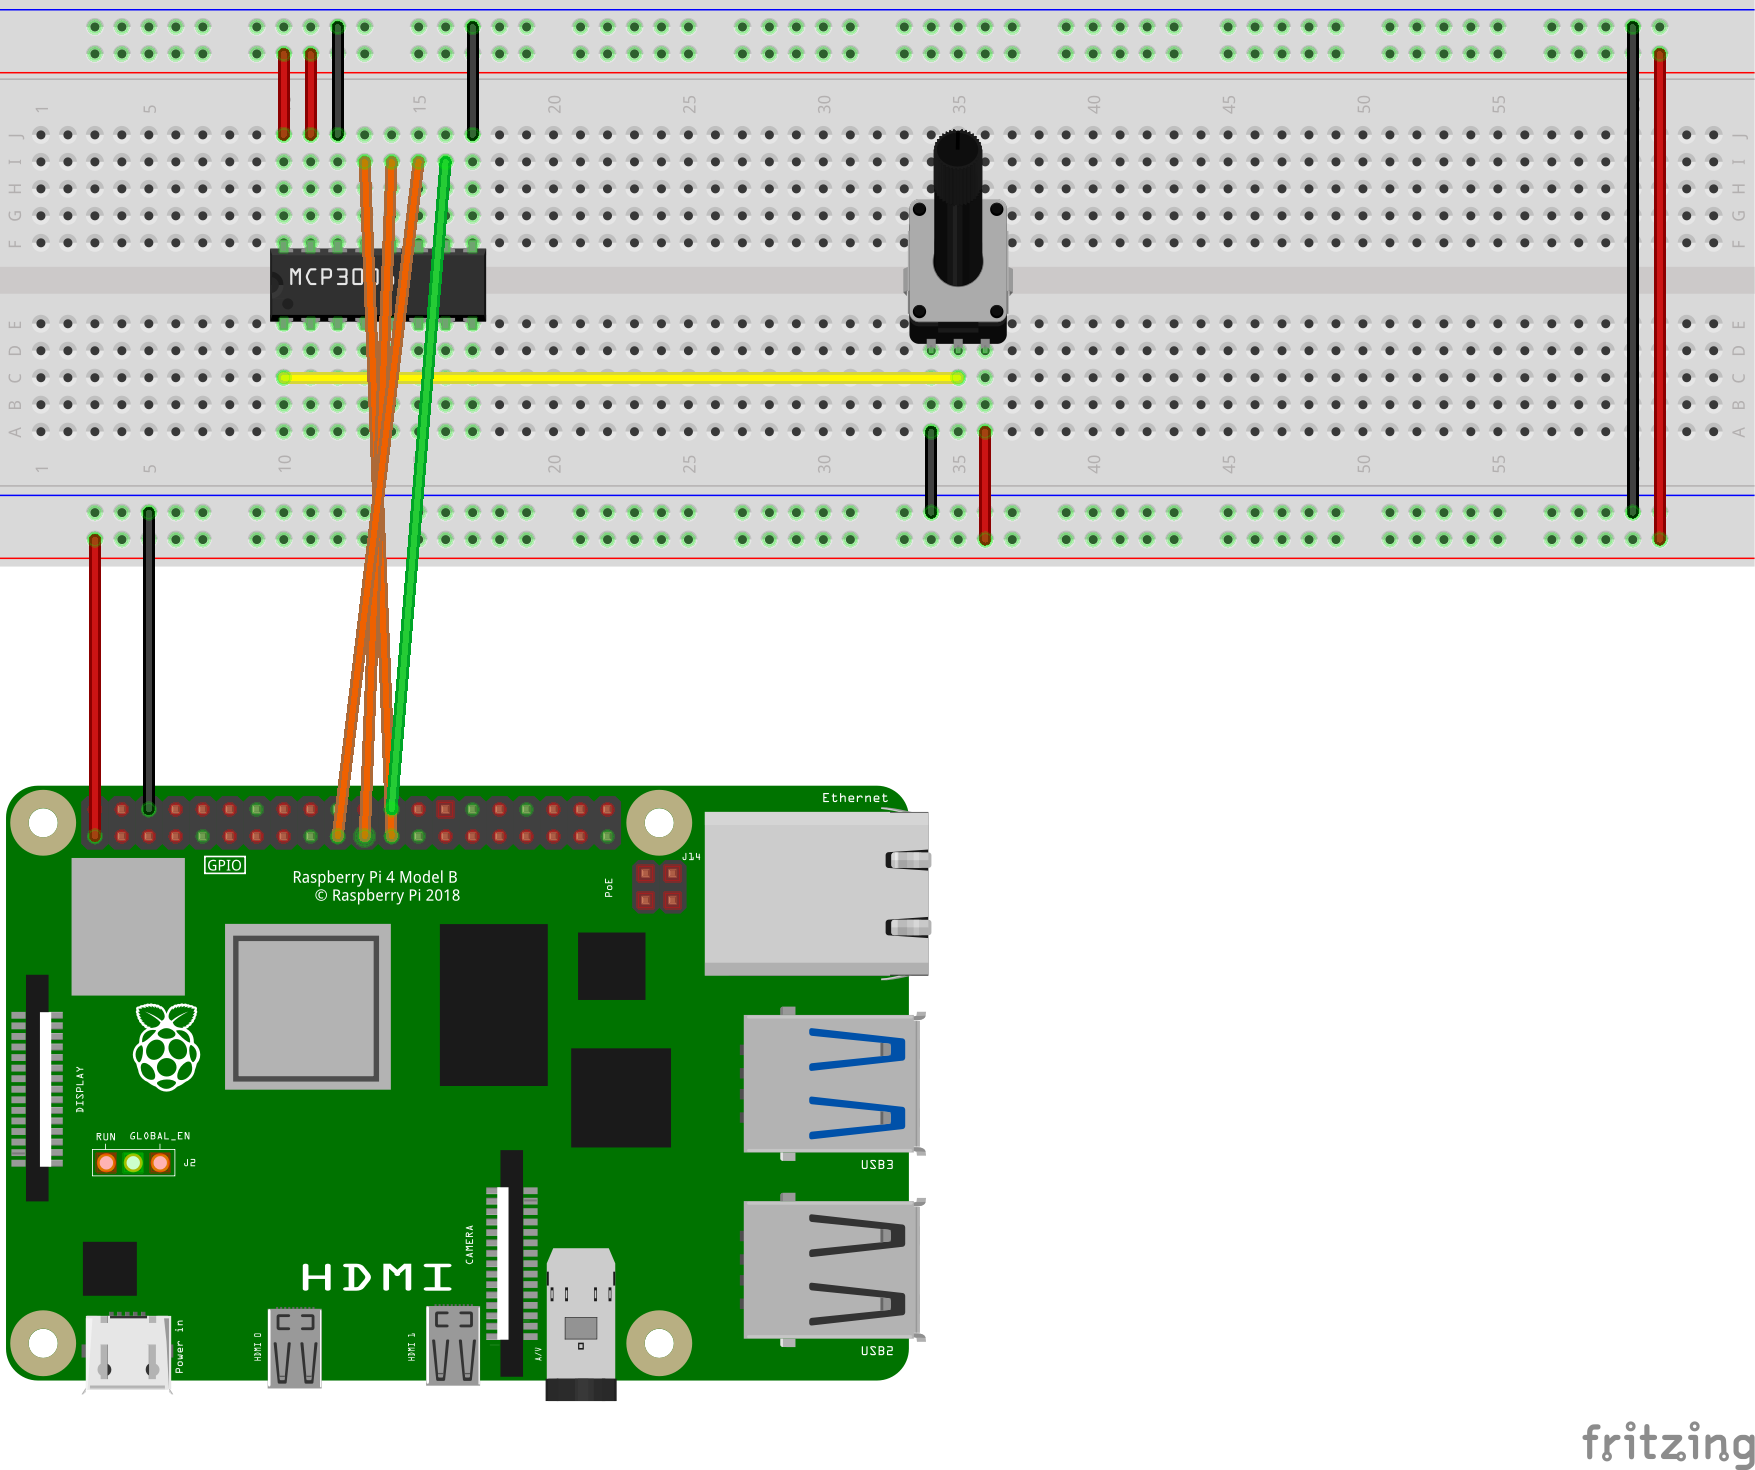 1 5 15 20 25 30 35 40 45 50 55
J J
I I
H H
G G
F F
MCP3008
E E
D D
C C
B B
A A
1 5 10 20 25 30 35 40 45 50 55
Ethernet
J14
GPIO
Raspberry Pi 4 Model B
© Raspberry Pi 2018
PoE
DISPLAY
RUN GLOBAL_EN
J2
USB3
CAMERA
HDMI
Power in
HDMI 0
HDMI 1
A/V
USB2
fritzing